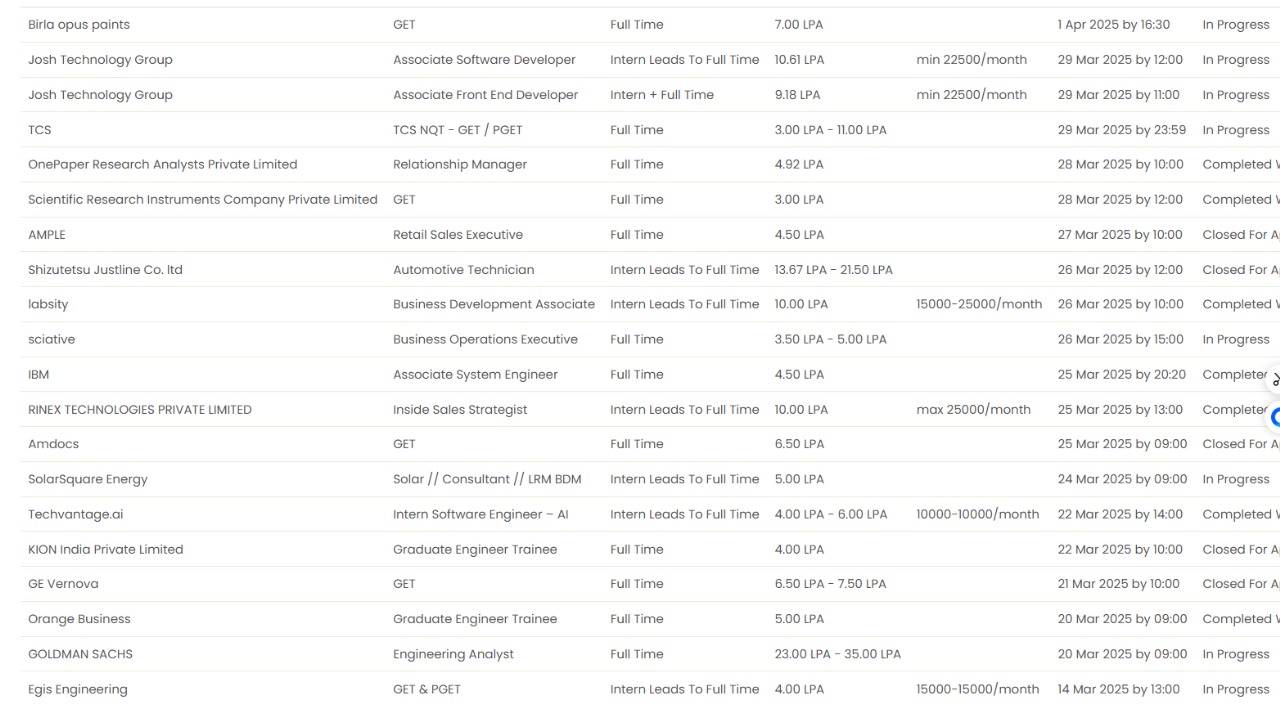 Birla opus paints GET Full Time 7.00 LPA 1 Apr 2025 by 16:30 In Progress
Josh Technology Group Associate Software Developer Intern Leads To Full Time 10.61 LPA min 22500/month 29 Mar 2025 by 12:00 In Progress
Josh Technology Group Associate Front End Developer Intern + Full Time 9.18 LPA min 22500/month 29 Mar 2025 by 11:00 In Progress
TCS TCS NQT - GET / PGET Full Time 3.00 LPA - 11.00 LPA 29 Mar 2025 by 23:59 In Progress
OnePaper Research Analysts Private Limited Relationship Manager Full Time 4.92 LPA 28 Mar 2025 by 10:00 Completed
Scientific Research Instruments Company Private Limited GET Full Time 3.00 LPA 28 Mar 2025 by 12:00 Completed
AMPLE Retail Sales Executive Full Time 4.50 LPA 27 Mar 2025 by 10:00 Closed For
Shizutetsu Justline Co. ltd Automotive Technician Intern Leads To Full Time 13.67 LPA - 21.50 LPA 26 Mar 2025 by 12:00 Closed For
labsity Business Development Associate Intern Leads To Full Time 10.00 LPA 15000-25000/month 26 Mar 2025 by 10:00 Completed
sciative Business Operations Executive Full Time 3.50 LPA - 5.00 LPA 26 Mar 2025 by 15:00 In Progress
IBM Associate System Engineer Full Time 4.50 LPA 25 Mar 2025 by 20:20
RINEX TECHNOLOGIES PRIVATE LIMITED Inside Sales Strategist Intern Leads To Full Time 10.00 LPA max 25000/month 25 Mar 2025 by 13:00
Amdocs GET Full Time 6.50 LPA 25 Mar 2025 by 09:00 Closed For
SolarSquare Energy Solar // Consultant // LRM BDM Intern Leads To Full Time 5.00 LPA 24 Mar 2025 by 09:00 In Progress
Techvantage.ai Intern Software Engineer – AI Intern Leads To Full Time 4.00 LPA - 6.00 LPA 10000-10000/month 22 Mar 2025 by 14:00 Completed
KION India Private Limited Graduate Engineer Trainee Full Time 4.00 LPA 22 Mar 2025 by 10:00 Closed For
GE Vernova GET Full Time 6.50 LPA - 7.50 LPA 21 Mar 2025 by 10:00 Closed For
Orange Business Graduate Engineer Trainee Full Time 5.00 LPA 20 Mar 2025 by 09:00 Completed
GOLDMAN SACHS Engineering Analyst Full Time 23.00 LPA - 35.00 LPA 20 Mar 2025 by 09:00 In Progress
Egis Engineering GET & PGET Intern Leads To Full Time 4.00 LPA 15000-15000/month 14 Mar 2025 by 13:00 In Progress